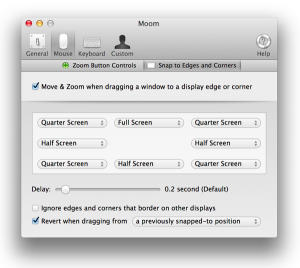 Moom
General Mouse Keyboard Custom Help
Zoom Button Controls Snap to Edges and Corners
Move & Zoom when dragging a window to a display edge or corner
Quarter Screen Full Screen Quarter Screen
Half Screen Half Screen
Quarter Screen Half Screen Quarter Screen
Delay: 0.2 second (Default)
Ignore edges and corners that border on other displays
Revert when dragging from a previously snapped-to position